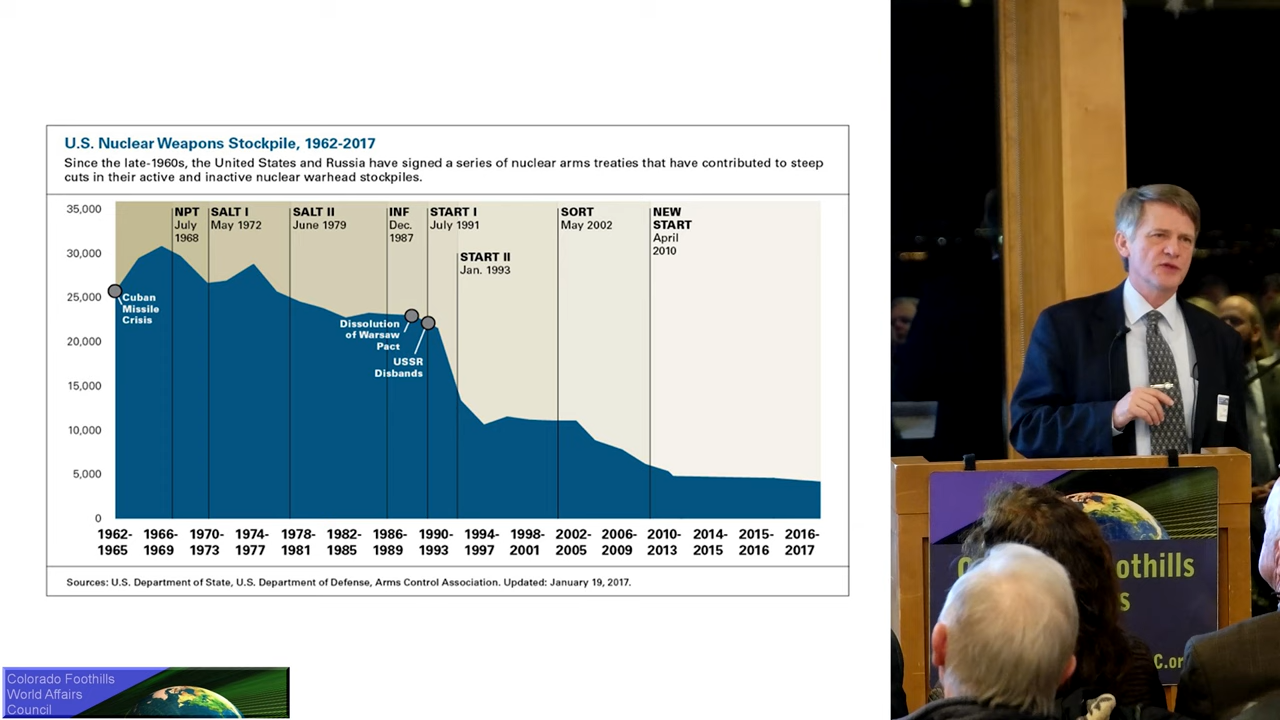 U.S. Nuclear Weapons Stockpile, 1962-2017
Since the late-1960s, the United States and Russia have signed a series of nuclear arms treaties that have contributed to steep
cuts in their active and inactive nuclear warhead stockpiles.
35,000
30,000
25,000
20,000
15,000
10,000
5,000
0
NPT
July
1968
SALT I
May 1972
SALT II
June 1979
INF
Dec.
1987
START I
July 1991
START II
Jan. 1993
SORT
May 2002
NEW
START
April
2010
Cuban
Missile
Crisis
Dissolution
of Warsaw
Pact
USSR
Disbands
1962- 1966- 1970- 1974- 1978- 1982- 1986- 1990- 1994- 1998- 2002- 2006- 2010- 2014- 2015- 2016-
1965 1969 1973 1977 1981 1985 1989 1993 1997 2001 2005 2009 2013 2015 2016 2017
Sources: U.S. Department of State, U.S. Department of Defense, Arms Control Association. Updated: January 19, 2017.
Colorado Foothills
World Affairs
Council